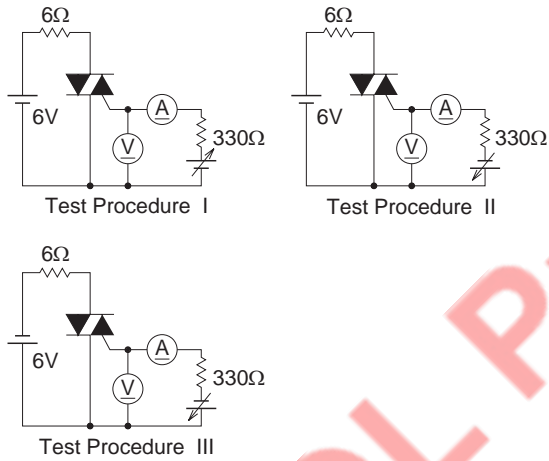 6Ω
6V
A
V
330Ω
Test Procedure I
6Ω
6V
A
V
330Ω
Test Procedure II
6Ω
6V
A
V
330Ω
Test Procedure III